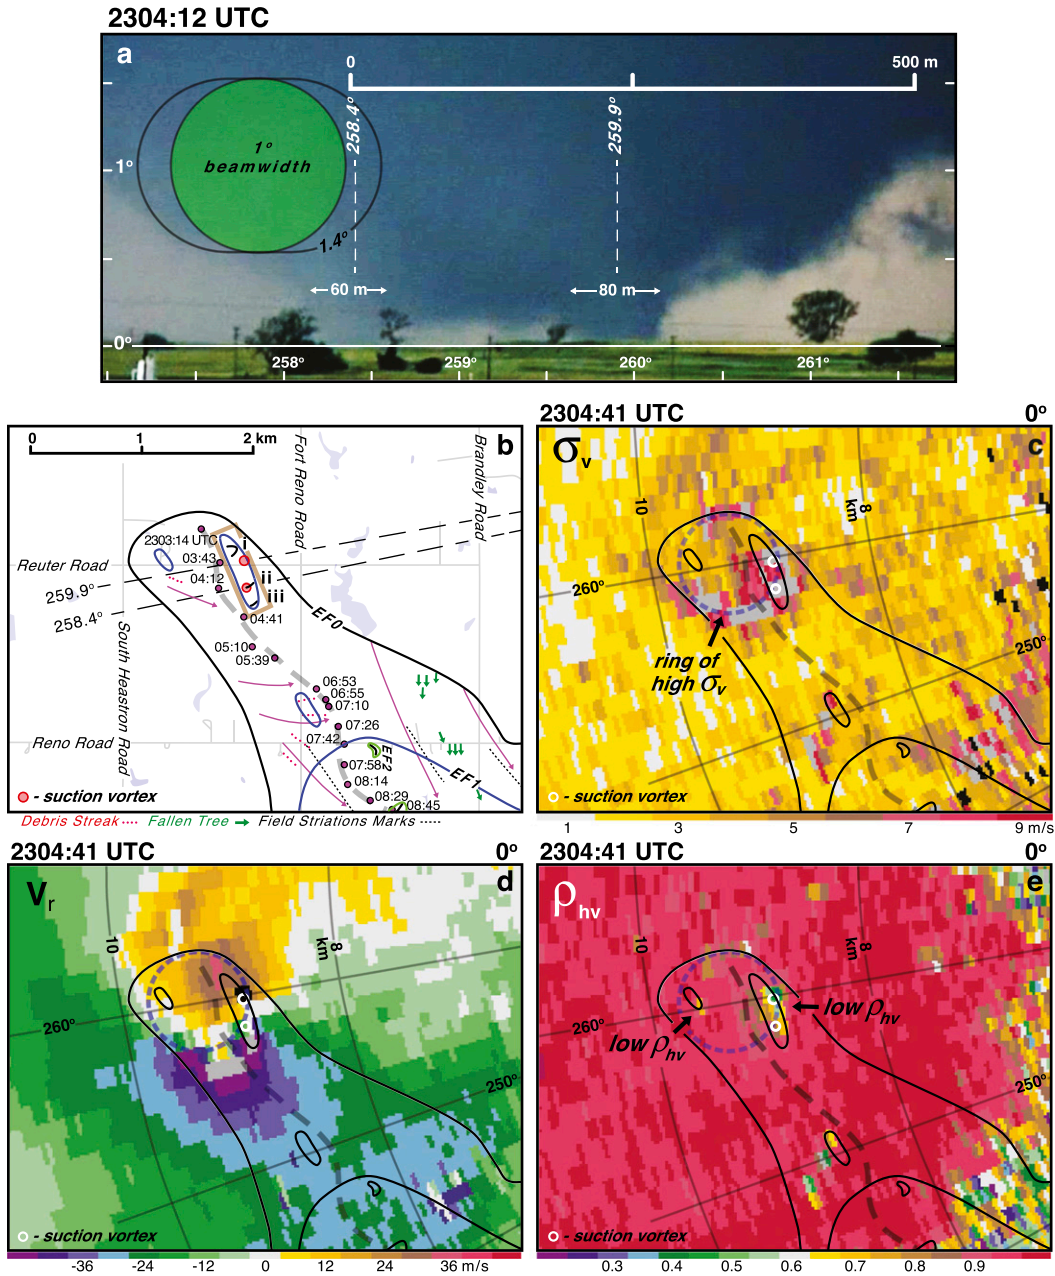 2304:12 UTC
a
0
500 m
258.4°
259.9°
1°
beamwidth
1.4°
1°
60 m
80 m
0°
258°
259°
260°
261°
b
0
1
2 km
Fort Reno Road
Brandley Road
2303:14 UTC
i
03:43
Reuter Road
04:12
ii
iii
259.9°
258.4°
04:41
EF0
South Heastron Road
05:10
05:39
06:53
06:55
07:10
07:26
Reno Road
07:42
EF2
07:58
EF1
08:14
08:29
08:45
- suction vortex
Debris Streak
Fallen Tree
Field Striations Marks
2304:41 UTC
0°
c
σv
10
km
8
260°
250°
ring of
high σv
- suction vortex
1
3
5
7
9 m/s
2304:41 UTC
0°
d
Vr
10
km
8
260°
250°
- suction vortex
-36
-24
-12
0
12
24
36 m/s
2304:41 UTC
0°
e
ρhv
10
km
8
260°
low ρhv
low ρhv
250°
- suction vortex
0.3
0.4
0.5
0.6
0.7
0.8
0.9